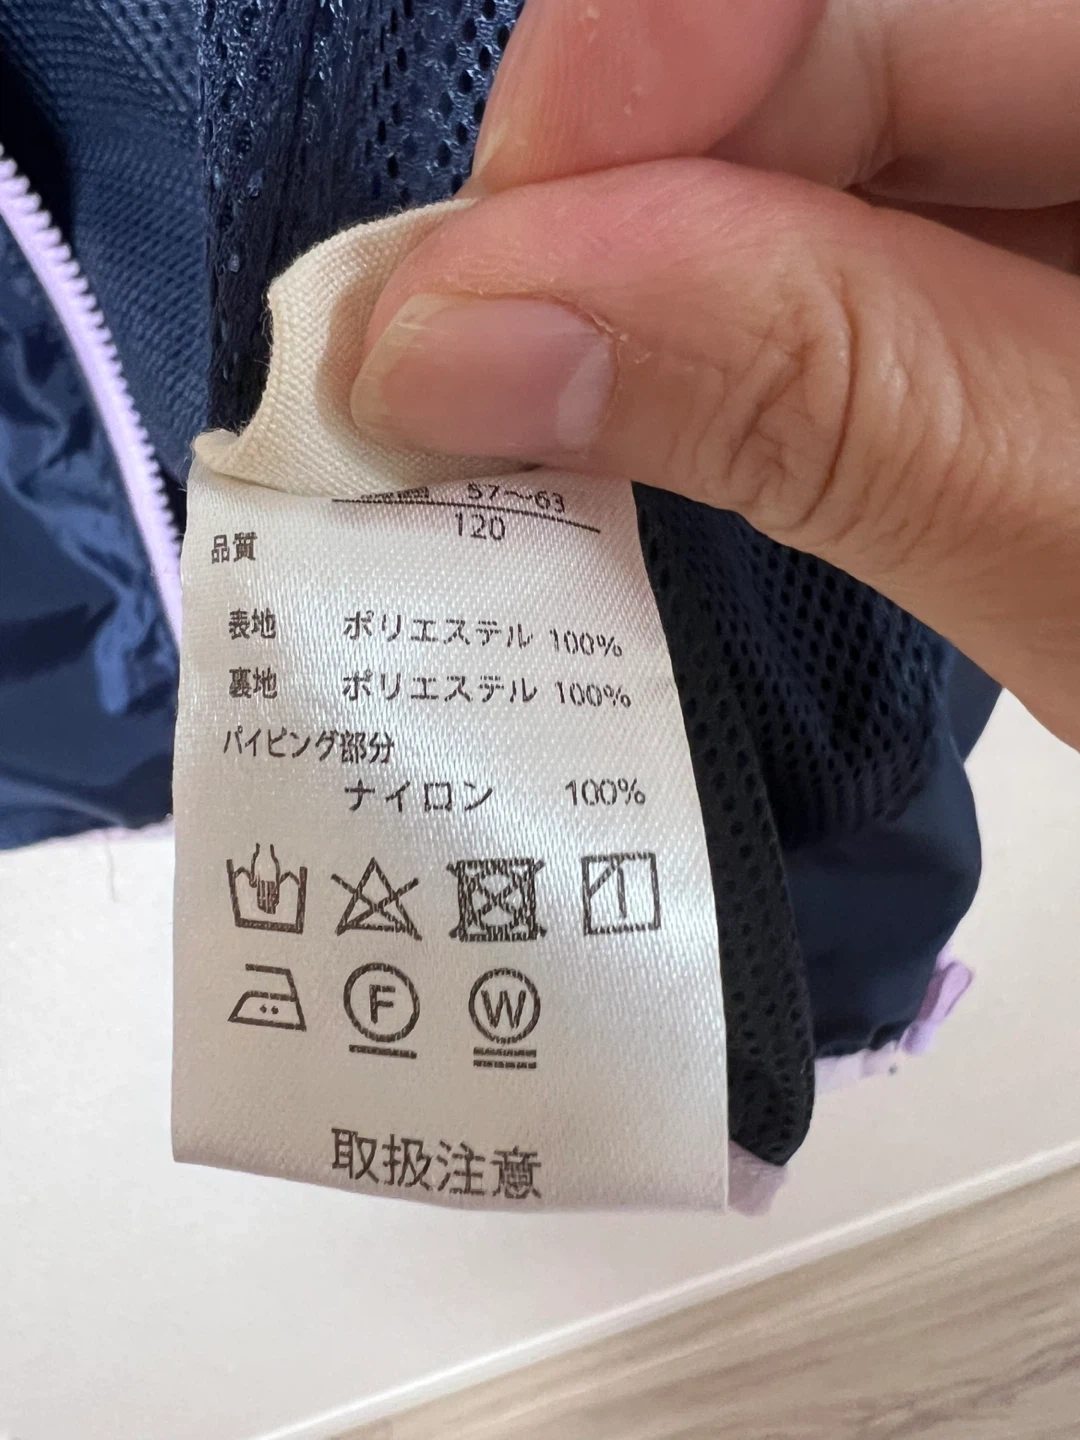 57～63
120
品質
表地 ポリエステル 100%
裏地 ポリエステル 100%
パイピング部分
ナイロン 100%
F
W
取扱注意